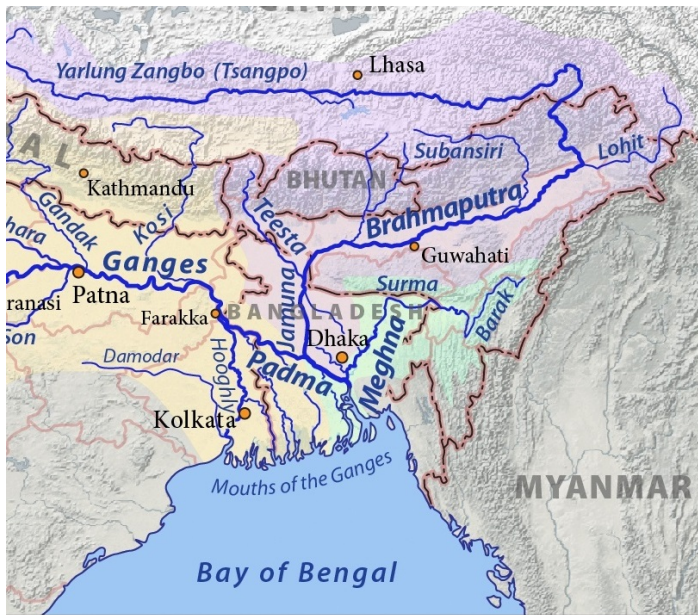 Yarlung Zangbo (Tsangpo)
Lhasa
AL
Kathmandu
BHUTAN
Subansiri
Lohit
Gandak
Kosi
Teesta
Brahmaputra
hara
Ganges
Guwahati
Patna
ranasi
son
Farakka
BANGLADESH
Surma
Jamuna
Barak
Dhaka
Meghna
Damodar
Hooghly
Padma
Kolkata
Mouths of the Ganges
MYANMAR
Bay of Bengal